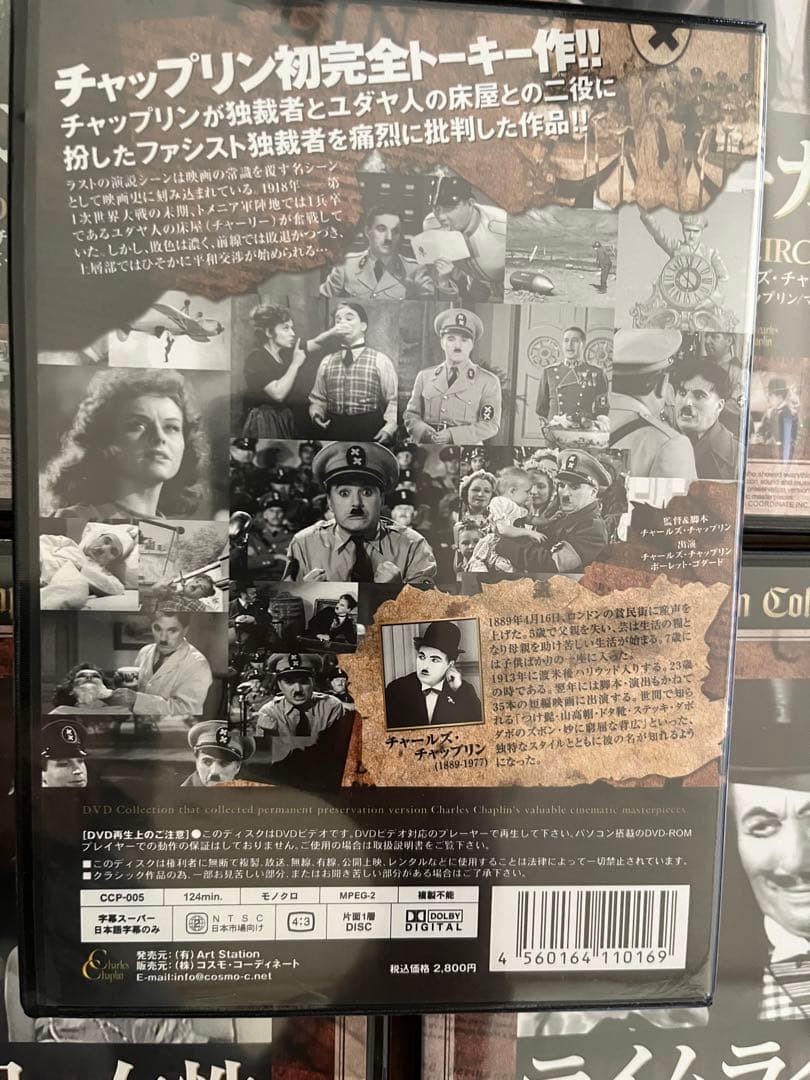 チャップリン初完全トーキー作!!
チャップリンが独裁者とユダヤ人の床屋との二役に
扮したファシスト独裁者を痛烈に批判した作品!!
ラストの演説シーンは映画の常識を覆す名シーン
として映画史に刻み込まれている。1918年——第
1次世界大戦の末期、トメニア軍陣地では1兵卒
であるユダヤ人の床屋(チャーリー)が奮戦して
いた。しかし、敗色は濃く、前線では敗退がつづき、
上層部ではひそかに平和交渉が始められる…
監督&脚本
チャールズ・チャップリン
出演
チャールズ・チャップリン
ポーレット・ゴダード
1889年4月16日、ロンドンの貧民街に産声を
上げた。5歳で父親を失い、芸は生活の糧と
なり母親を助け苦しい生活が始まる。7歳に
は子供ばかりの一座に入った。
1913年に渡米後ハリウッド入りする。23歳
の時である。翌年には脚本・演出もかねて
35本の短編映画に出演する。世間で知ら
れる「つけ髭・山高帽・ドタ靴・ステッキ・ダボ
ダボのズボン・妙に窮屈な背広」といった、
独特なスタイルとともに彼の名が知れるよう
になった。
チャールズ・
チャップリン
(1889-1977)
DVD Collection that collected permanent preservation version Charles Chaplin's valuable cinematic masterpieces.
【DVD再生上のご注意】●このディスクはDVDビデオです。DVDビデオ対応のプレーヤーで再生して下さい。パソコン搭載のDVD-ROM
プレイヤーでの動作の保証はしておりません。ご使用の場合は取扱説明書をご覧下さい。
■このディスクは権利者に無断で複製、放送、無線、有線、公開上映、レンタルなどに使用することは法律によって一切禁止されています。
■クラシック作品の為、一部お見苦しい部分、またはお聞き苦しい部分がある場合はご了承下さい。
CCP-005 124min. モノクロ MPEG-2 複製不能
字幕スーパー
日本語字幕のみ
2
NTSC
日本市場向け
4:3
片面1層
DISC
DOLBY
DIGITAL
4 560164 110169
Charles
Chaplin
発売元:(有)Art Station
販売元:(株)コスモ・コーディネート
E-mail:info@cosmo-c.net
税込価格 2,800円